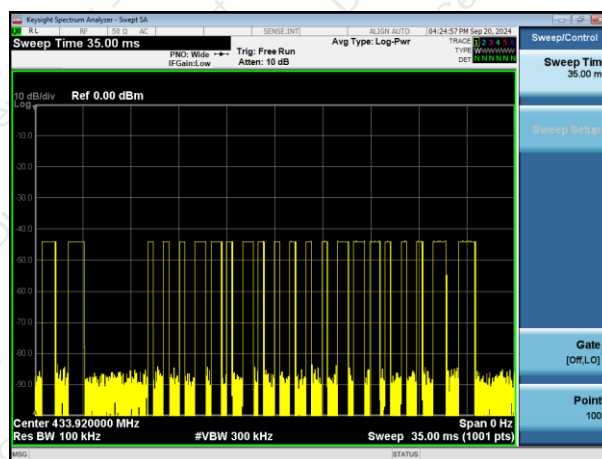 Keysight Spectrum Analyzer - Swept SA
RL RF 50 Ω AC SENSE:INT ALIGN AUTO 04:24:57 PM Sep 20, 2024
Sweep Time 35.00 ms
PNO: Wide
IFGain:Low
Trig: Free Run
Atten: 10 dB
Avg Type: Log-Pwr
TRACE 1 2 3 4 5 6
TYPE
DET N N N N N N
Sweep/Control
Sweep Tim
35.00 m
Sweep Setup
10 dB/div Ref 0.00 dBm
Log
-10.0
-20.0
-30.0
-40.0
-50.0
-60.0
-70.0
-80.0
-90.0
Gate
[Off,LO]
Point
100
Center 433.920000 MHz Span 0 Hz
Res BW 100 kHz #VBW 300 kHz Sweep 35.00 ms (1001 pts)
MSG STATUS